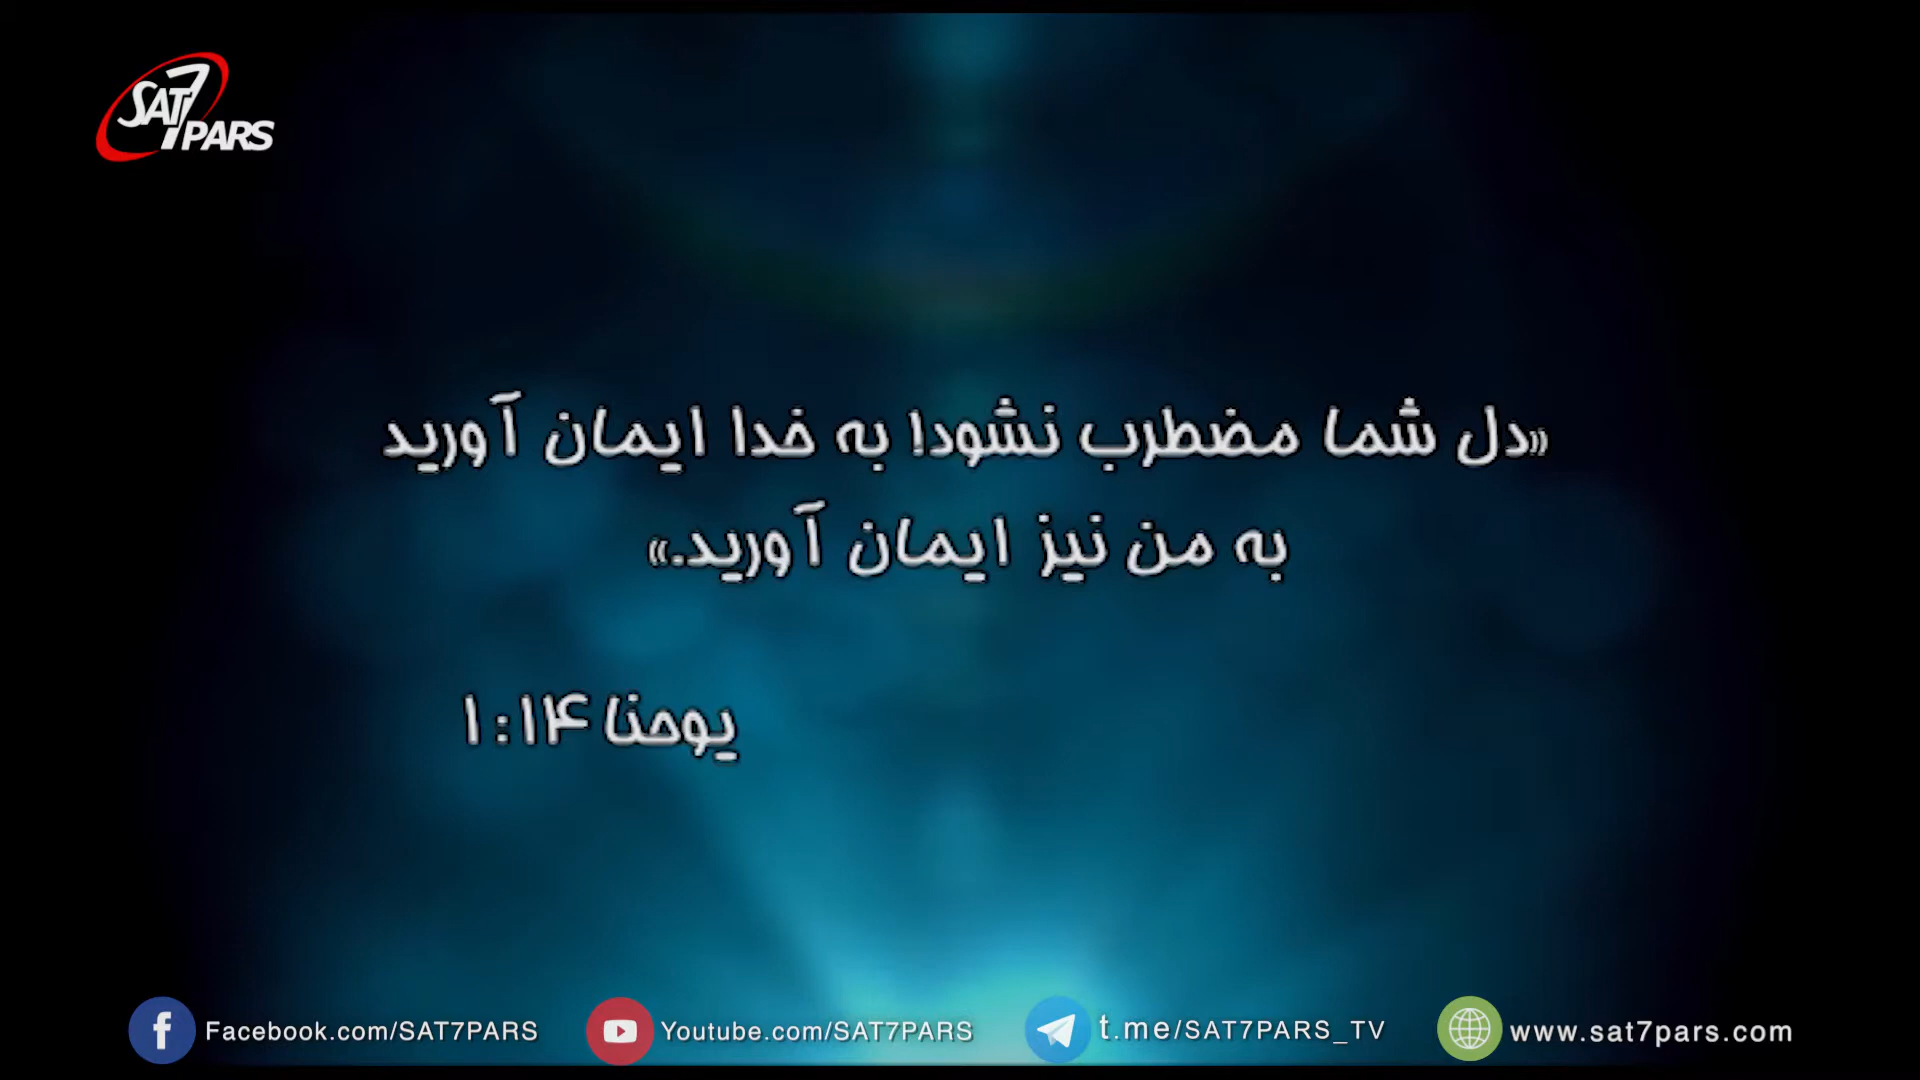 SAT7
PARS
«دل شما مضطرب نشود! به خدا ایمان آورید
به من نیز ایمان آورید.»
یوحنا ۱:۱۴
Facebook.com/SAT7PARS
Youtube.com/SAT7PARS
t.me/SAT7PARS_TV
www.sat7pars.com